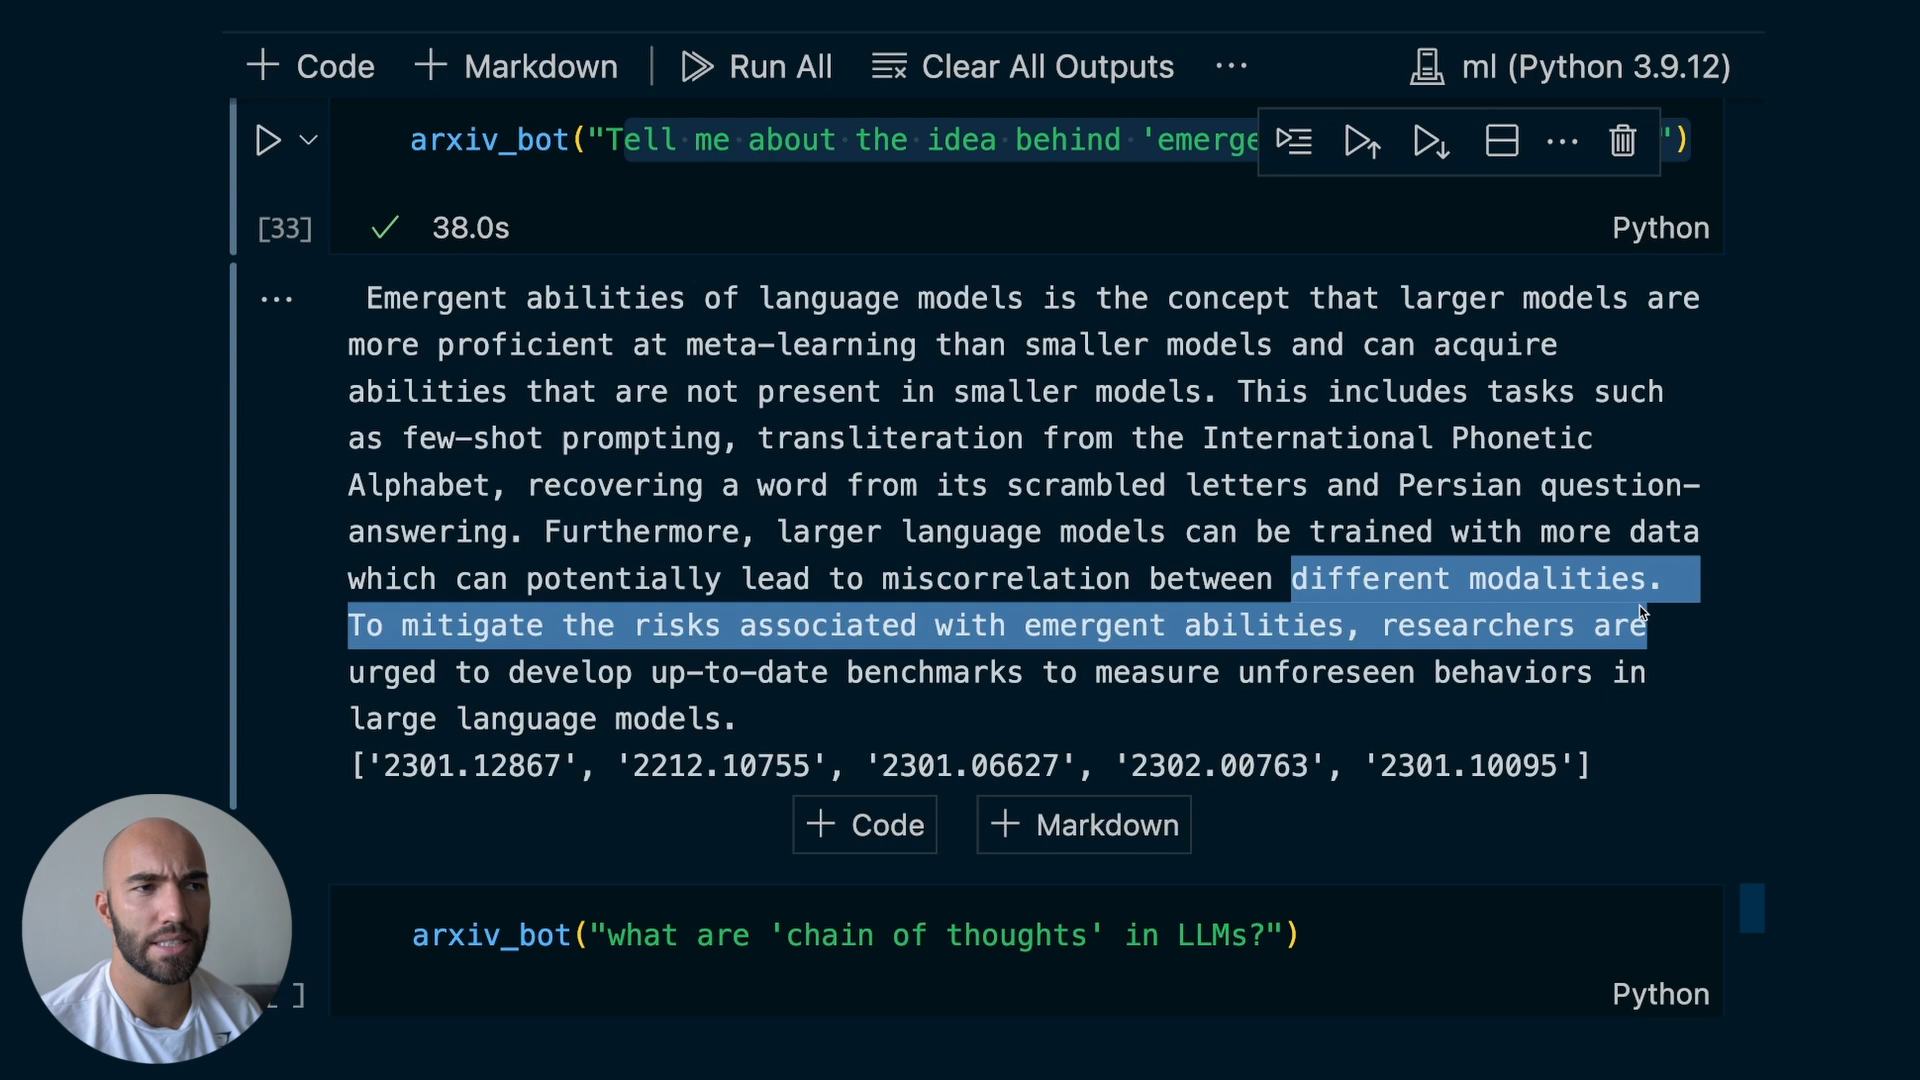 Code Markdown Run All Clear All Outputs ... ml (Python 3.9.12)
arxiv_bot("Tell me about the idea behind 'emerge ")
[33] 38.0s Python
Emergent abilities of language models is the concept that larger models are
more proficient at meta-learning than smaller models and can acquire
abilities that are not present in smaller models. This includes tasks such
as few-shot prompting, transliteration from the International Phonetic
Alphabet, recovering a word from its scrambled letters and Persian question-
answering. Furthermore, larger language models can be trained with more data
which can potentially lead to miscorrelation between different modalities.
To mitigate the risks associated with emergent abilities, researchers are
urged to develop up-to-date benchmarks to measure unforeseen behaviors in
large language models.
['2301.12867', '2212.10755', '2301.06627', '2302.00763', '2301.10095']
+ Code + Markdown
arxiv_bot("what are 'chain of thoughts' in LLMs?")
] Python